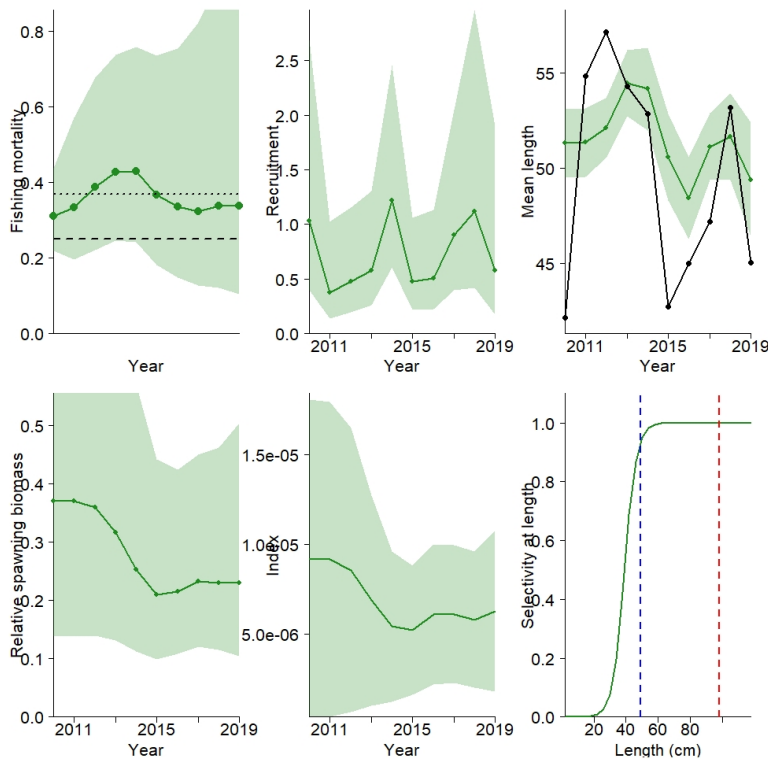 0.8
0.6
0.4
0.2
0.0
Fishing mortality
Year
2.5
2.0
1.5
1.0
0.5
0.0
Recruitment
2011 2015 2019
Year
55
50
45
Mean length
2011 2015 2019
Year
0.5
0.4
0.3
0.2
0.1
0.0
Relative spawning biomass
2011 2015 2019
Year
1.5e-05
1.0e-05
5.0e-06
Index
2011 2015 2019
Year
1.0
0.8
0.6
0.4
0.2
0.0
Selectivity at length
20 40 60 80
Length (cm)